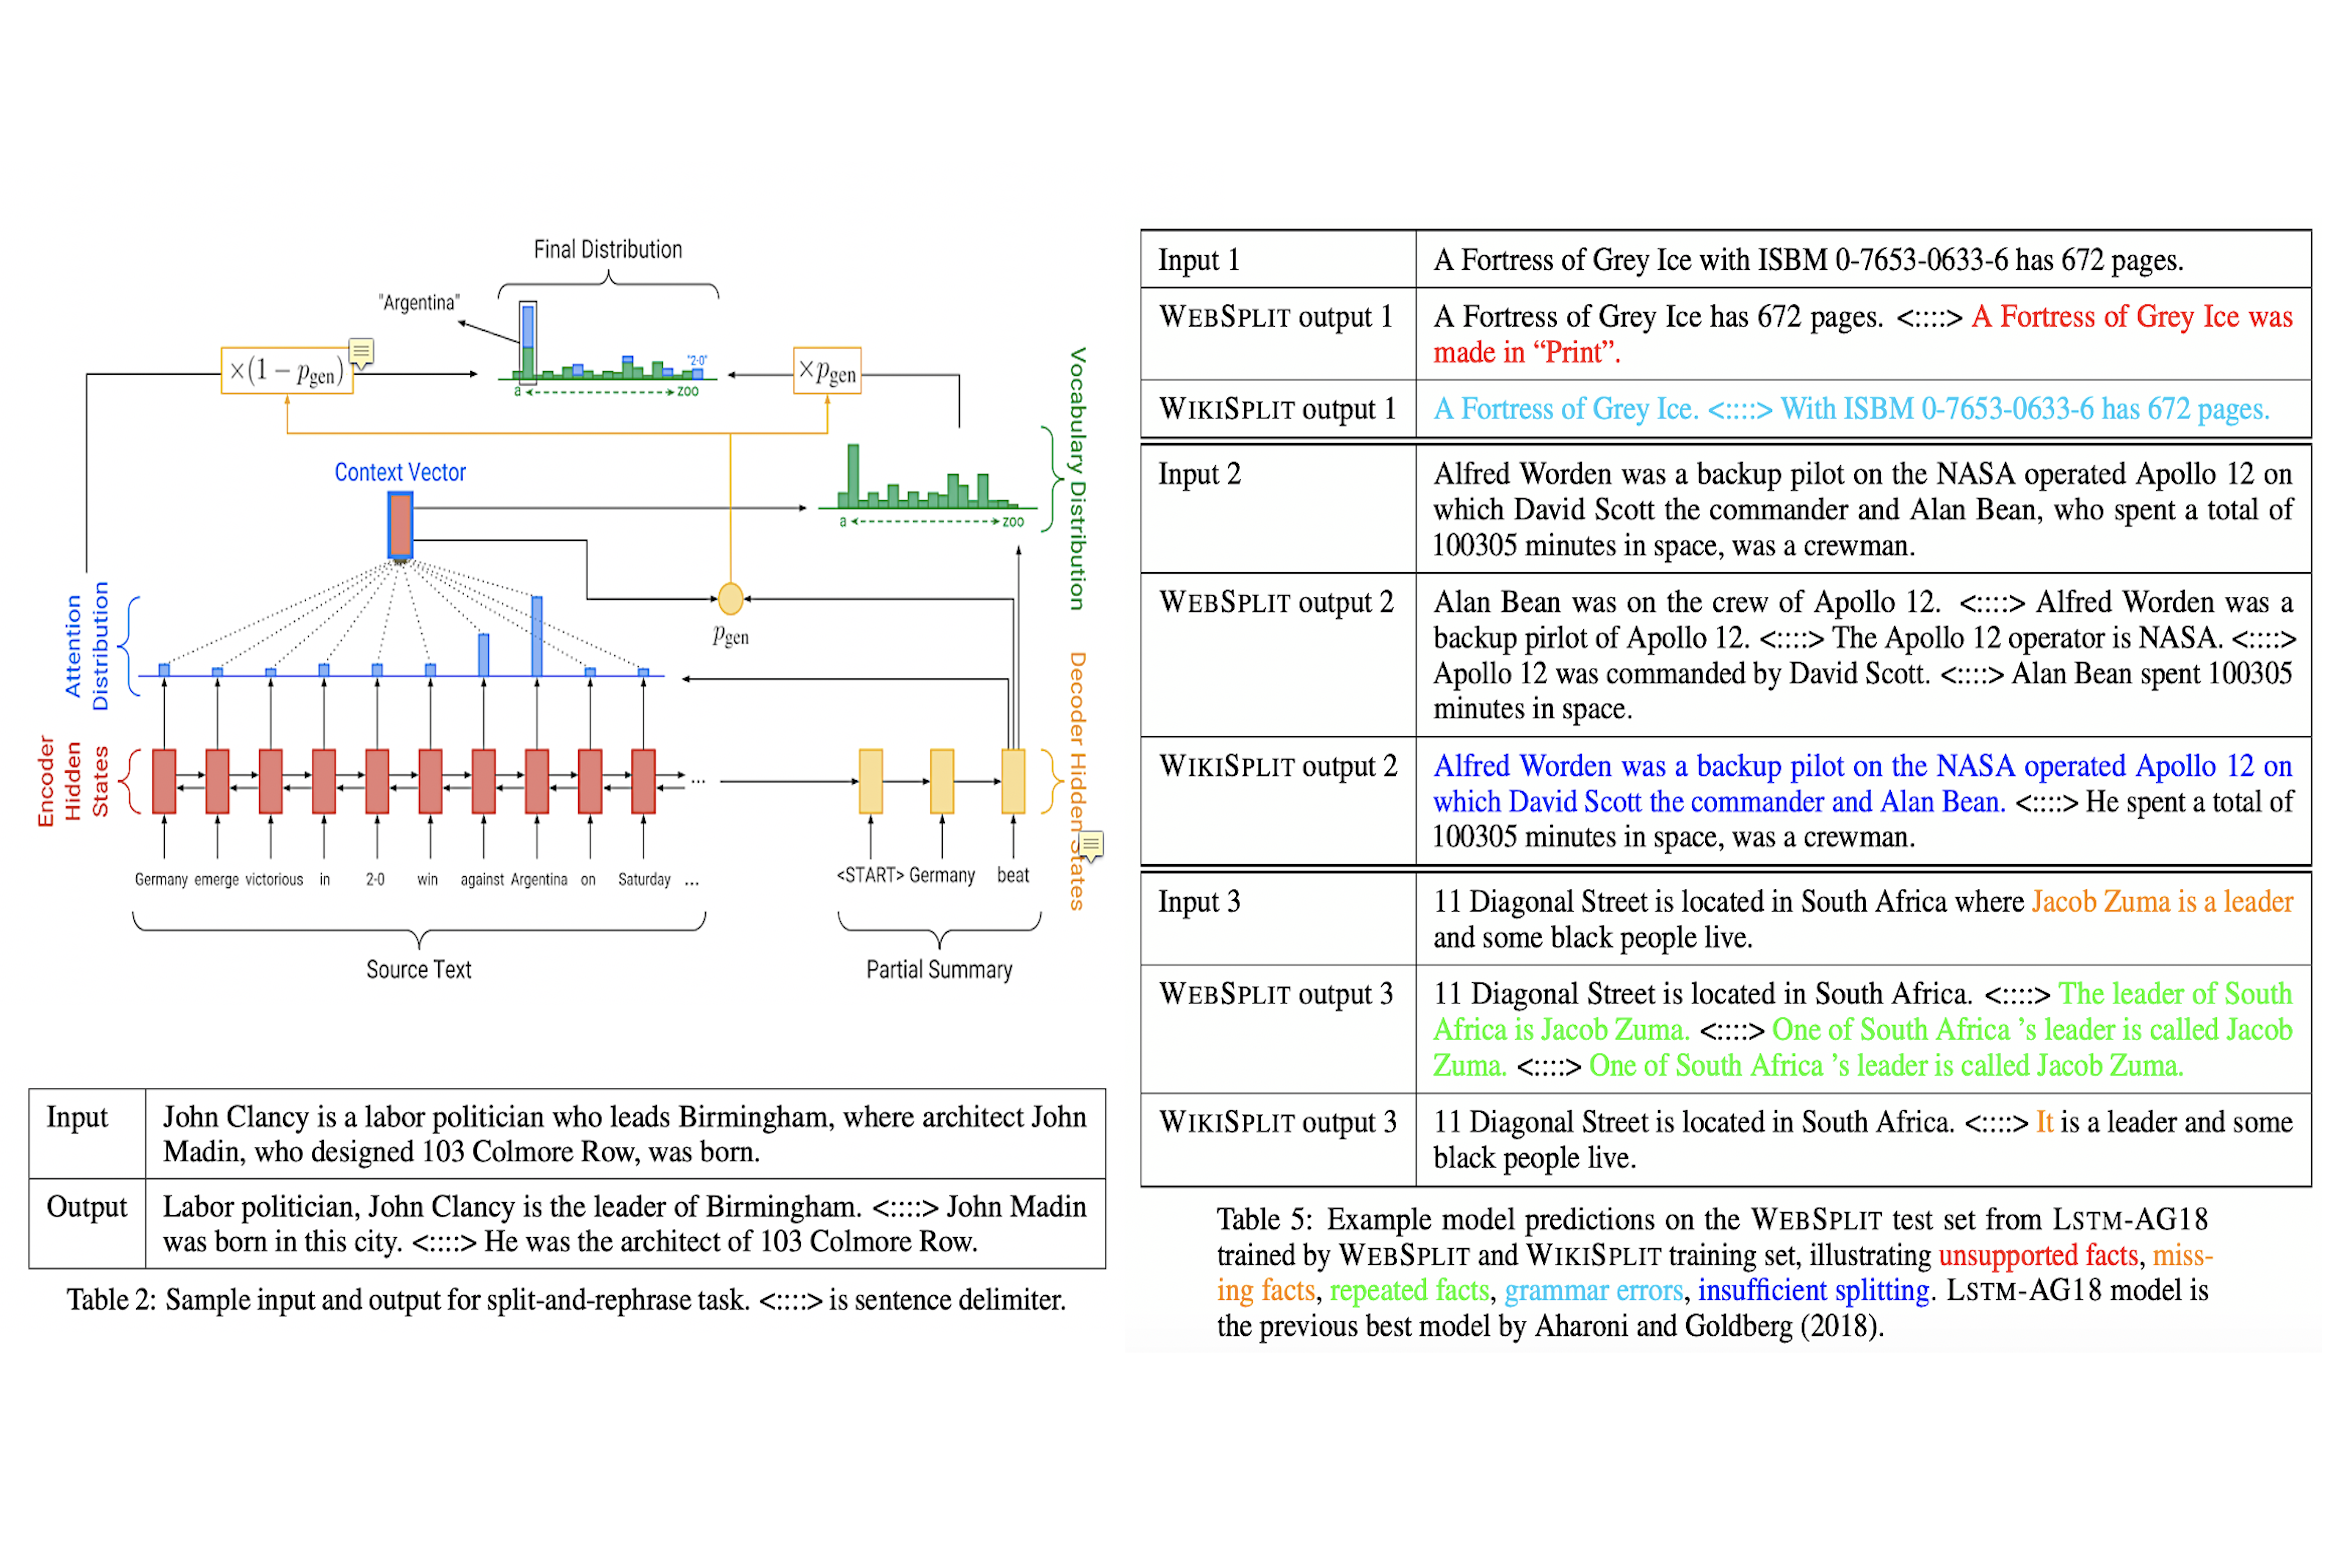 Final Distribution
"Argentina"
×(1 − pgen)
"2-0"
a
zoo
×pgen
Context Vector
Vocabulary Distribution
a
zoo
Attention
Distribution
pgen
Encoder
Hidden
States
...
Decoder Hidden States
Germany emerge victorious in 2-0 win against Argentina on Saturday ...
<START> Germany beat
Source Text
Partial Summary
Input
John Clancy is a labor politician who leads Birmingham, where architect John
Madin, who designed 103 Colmore Row, was born.
Output
Labor politician, John Clancy is the leader of Birmingham. <::::> John Madin
was born in this city. <::::> He was the architect of 103 Colmore Row.
Table 2: Sample input and output for split-and-rephrase task. <::::> is sentence delimiter.
Input 1
A Fortress of Grey Ice with ISBM 0-7653-0633-6 has 672 pages.
WEBSPLIT output 1
A Fortress of Grey Ice has 672 pages. <::::> A Fortress of Grey Ice was
made in “Print”.
WIKISPLIT output 1
A Fortress of Grey Ice. <::::> With ISBM 0-7653-0633-6 has 672 pages.
Input 2
Alfred Worden was a backup pilot on the NASA operated Apollo 12 on
which David Scott the commander and Alan Bean, who spent a total of
100305 minutes in space, was a crewman.
WEBSPLIT output 2
Alan Bean was on the crew of Apollo 12. <::::> Alfred Worden was a
backup pirlot of Apollo 12. <::::> The Apollo 12 operator is NASA. <::::>
Apollo 12 was commanded by David Scott. <::::> Alan Bean spent 100305
minutes in space.
WIKISPLIT output 2
Alfred Worden was a backup pilot on the NASA operated Apollo 12 on
which David Scott the commander and Alan Bean. <::::> He spent a total of
100305 minutes in space, was a crewman.
Input 3
11 Diagonal Street is located in South Africa where Jacob Zuma is a leader
and some black people live.
WEBSPLIT output 3
11 Diagonal Street is located in South Africa. <::::> The leader of South
Africa is Jacob Zuma. <::::> One of South Africa ’s leader is called Jacob
Zuma. <::::> One of South Africa ’s leader is called Jacob Zuma.
WIKISPLIT output 3
11 Diagonal Street is located in South Africa. <::::> It is a leader and some
black people live.
Table 5: Example model predictions on the WEBSPLIT test set from LSTM-AG18
trained by WEBSPLIT and WIKISPLIT training set, illustrating unsupported facts, miss-
ing facts, repeated facts, grammar errors, insufficient splitting. LSTM-AG18 model is
the previous best model by Aharoni and Goldberg (2018).